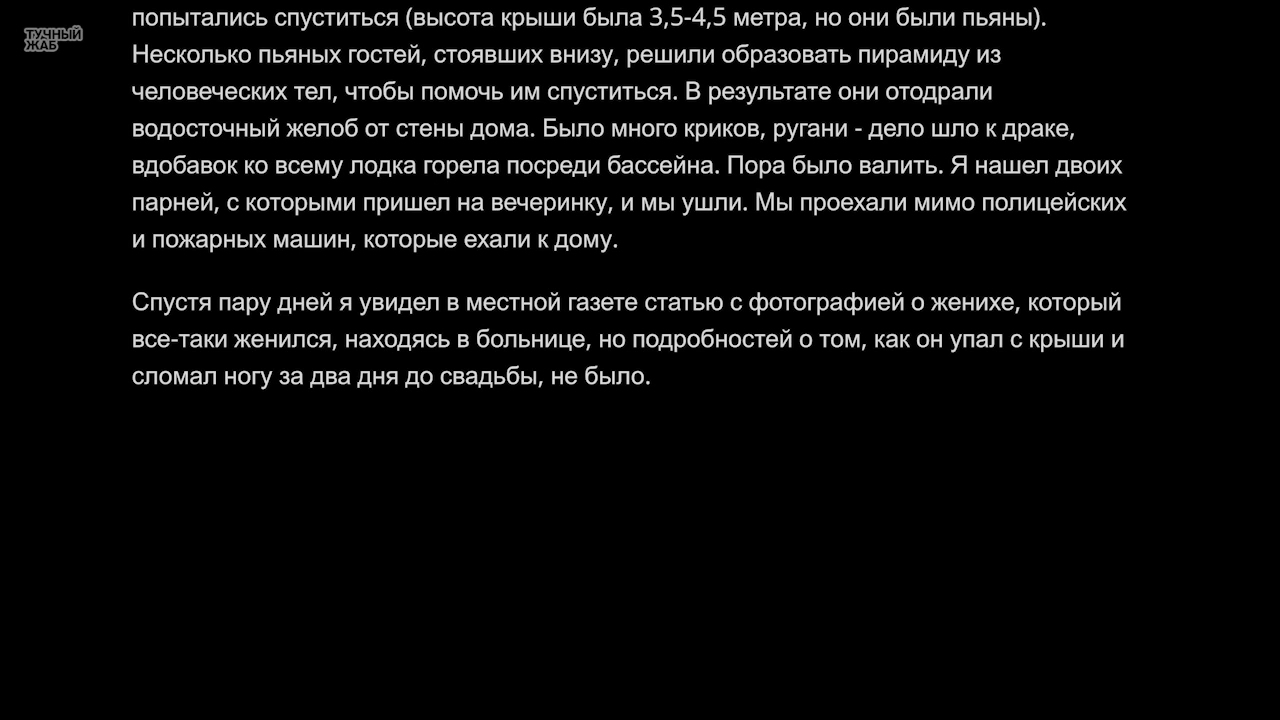 ТУЧНЫЙ
ЖАБ
попытались спуститься (высота крыши была 3,5-4,5 метра, но они были пьяны).
Несколько пьяных гостей, стоявших внизу, решили образовать пирамиду из
человеческих тел, чтобы помочь им спуститься. В результате они отодрали
водосточный желоб от стены дома. Было много криков, ругани - дело шло к драке,
вдобавок ко всему лодка горела посреди бассейна. Пора было валить. Я нашел двоих
парней, с которыми пришел на вечеринку, и мы ушли. Мы проехали мимо полицейских
и пожарных машин, которые ехали к дому.
Спустя пару дней я увидел в местной газете статью с фотографией о женихе, который
все-таки женился, находясь в больнице, но подробностей о том, как он упал с крыши и
сломал ногу за два дня до свадьбы, не было.